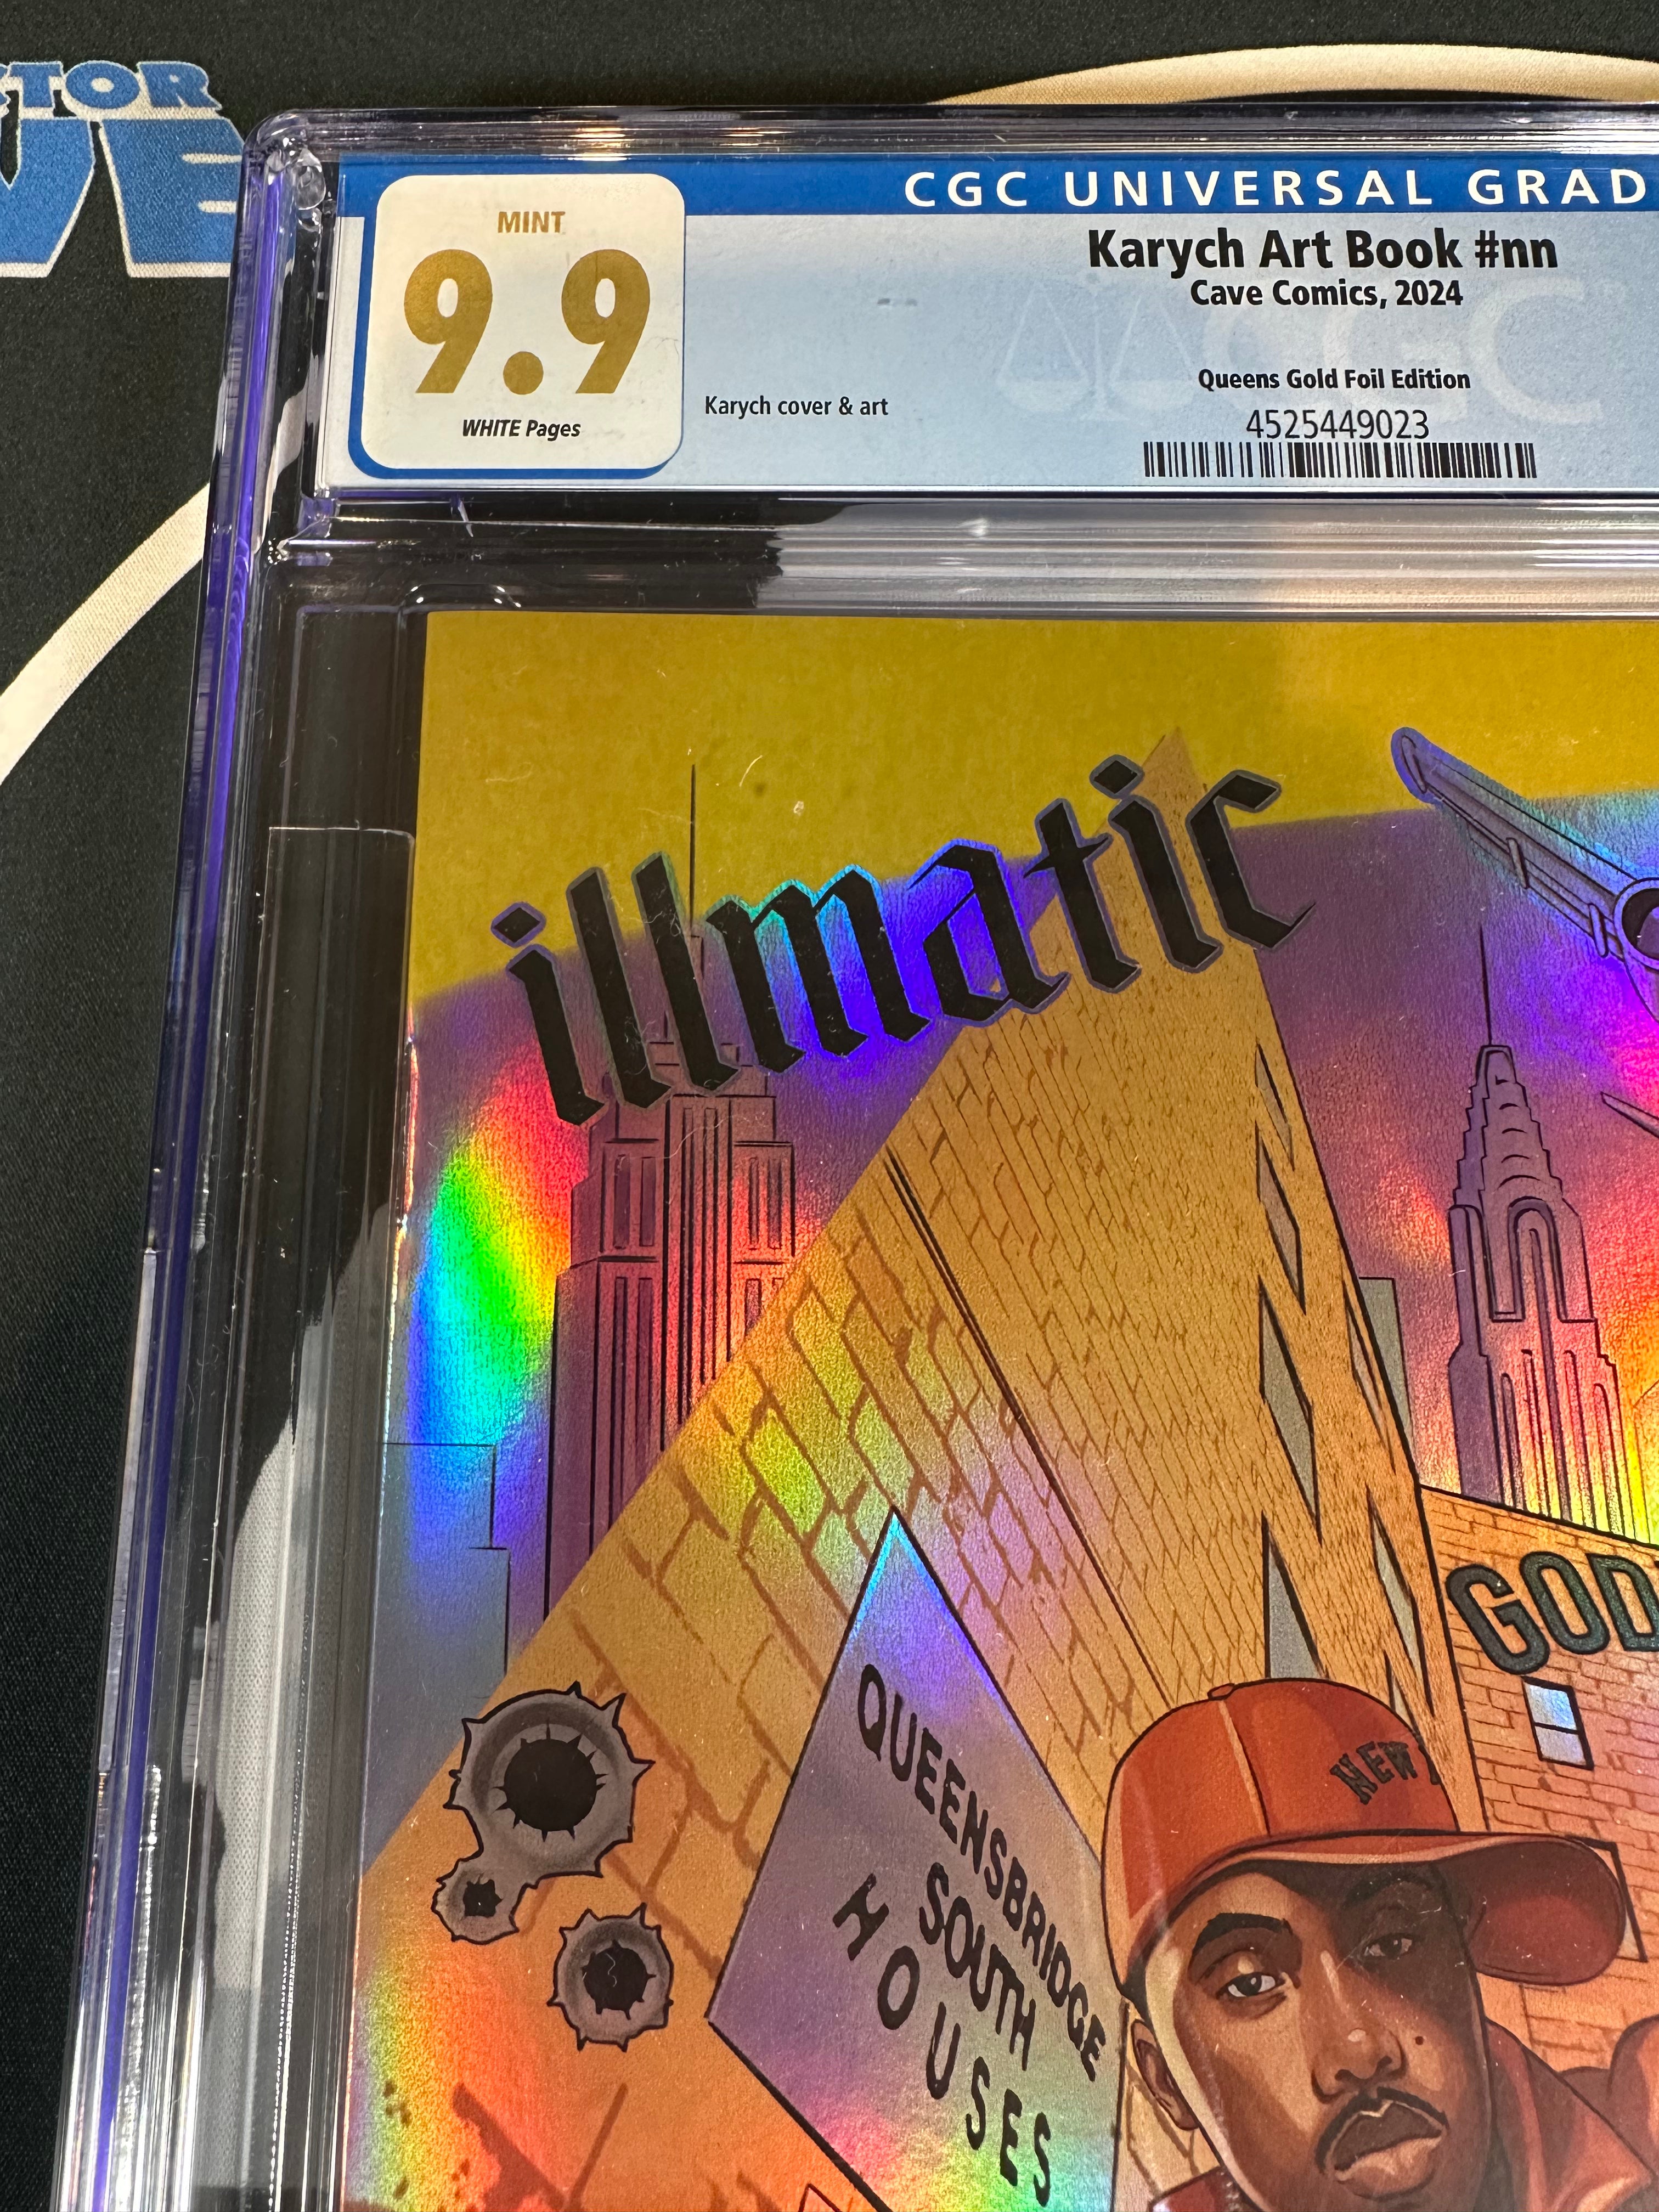 CGC UNIVERSAL GRAD
MINT
9.9
WHITE Pages
Karych Art Book #nn
Cave Comics, 2024
Queens Gold Foil Edition
Karych cover & art
4525449023
CGC
illmatic
GOD
QUEENSBRIDGE
SOUTH
HOUSES
NEW